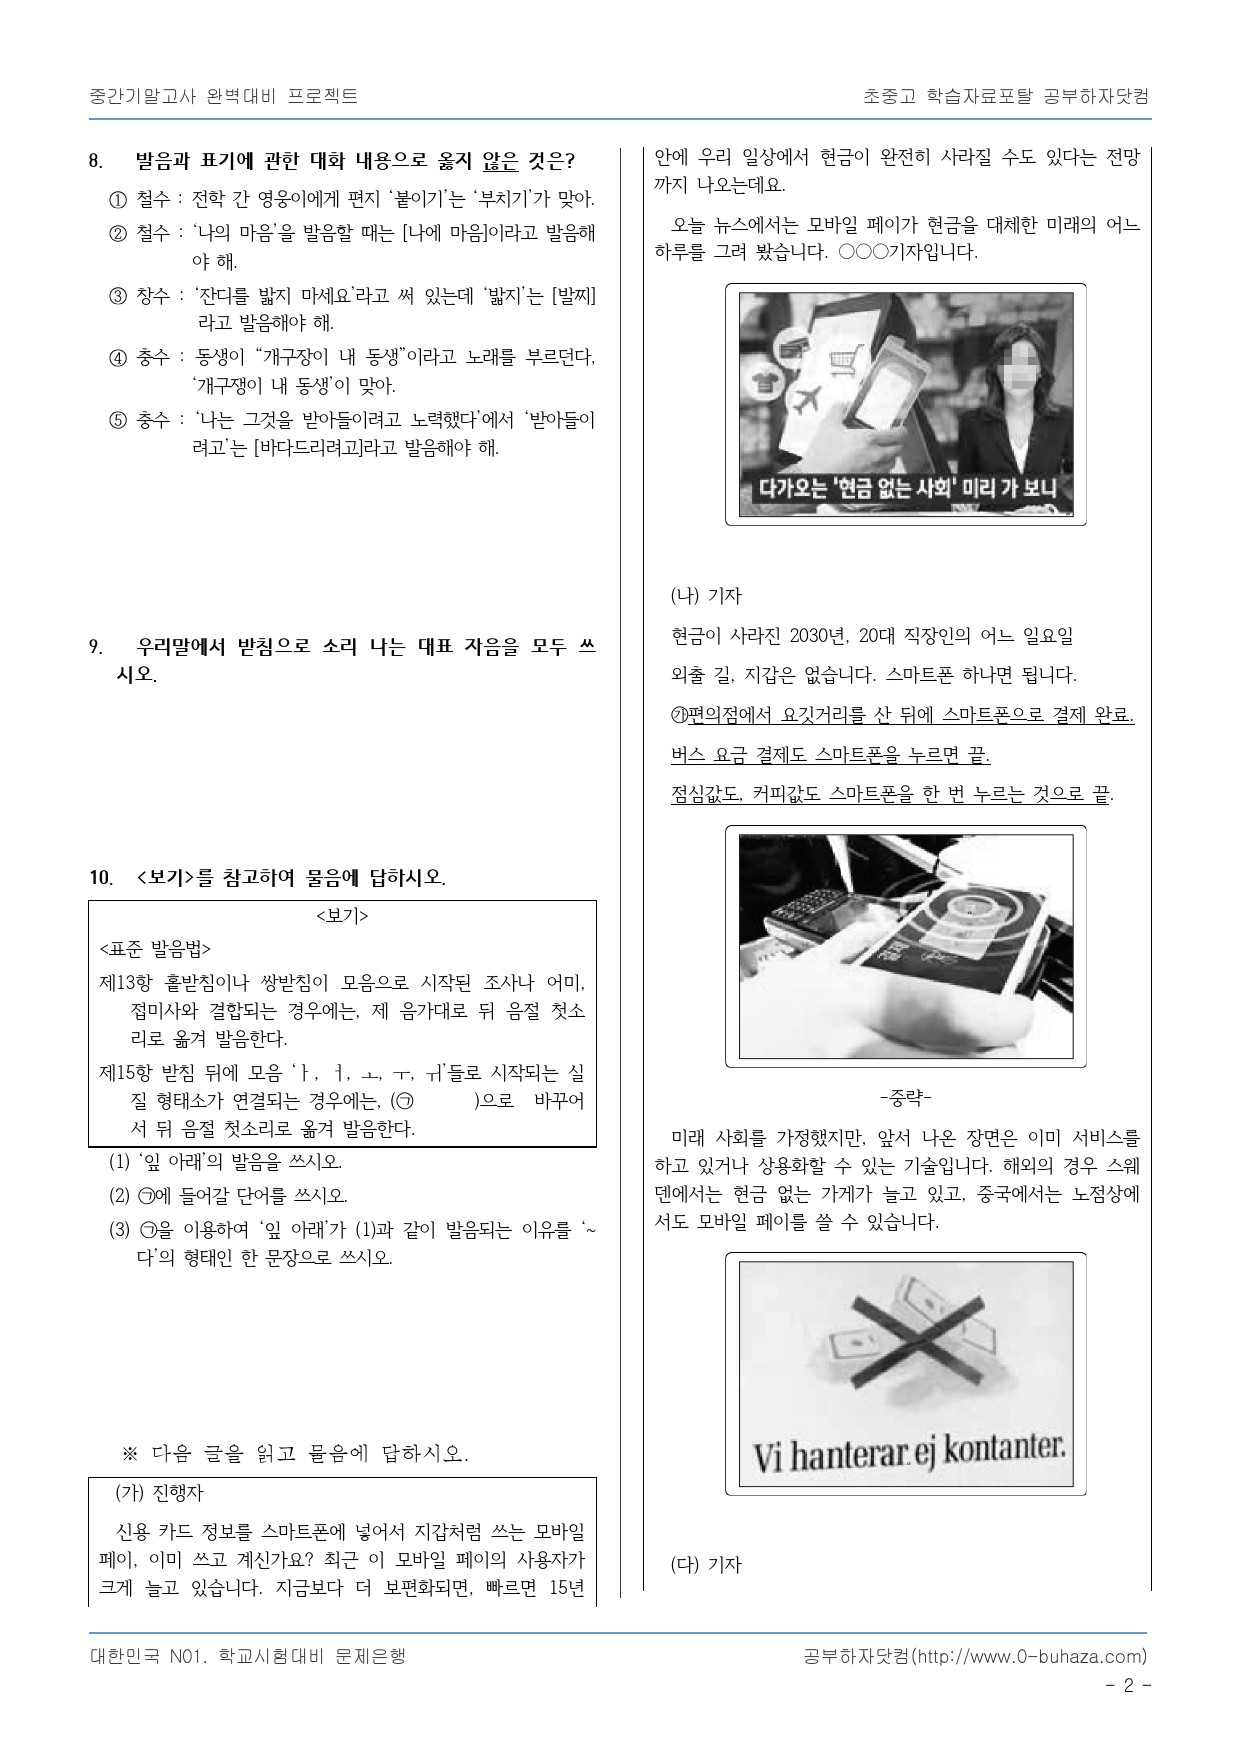 중간기말고사 완벽대비 프로젝트
초중고 학습자료포탈 공부하자닷컴
8. 발음과 표기에 관한 대화 내용으로 옳지 않은 것은?
① 철수 : 전학 간 영웅이에게 편지 ‘붙이기’는 ‘부치기’가 맞아.
② 철수 : ‘나의 마음’을 발음할 때는 [나에 마음]이라고 발음해
야 해.
③ 창수 : ‘잔디를 밟지 마세요’라고 써 있는데 ‘밟지’는 [발찌]
라고 발음해야 해.
④ 충수 : 동생이 “개구장이 내 동생”이라고 노래를 부르던다,
‘개구쟁이 내 동생’이 맞아.
⑤ 충수 : ‘나는 그것을 받아들이려고 노력했다’에서 ‘받아들이
려고’는 [바다드리려고]라고 발음해야 해.
9. 우리말에서 받침으로 소리 나는 대표 자음을 모두 쓰
시오.
10. <보기>를 참고하여 물음에 답하시오.
<보기>
<표준 발음법>
제13항 홑받침이나 쌍받침이 모음으로 시작된 조사나 어미,
접미사와 결합되는 경우에는, 제 음가대로 뒤 음절 첫소
리로 옮겨 발음한다.
제15항 받침 뒤에 모음 ‘ㅏ, ㅓ, ㅗ, ㅜ, ㅟ’들로 시작되는 실
질 형태소가 연결되는 경우에는, (㉠ )으로 바꾸어
서 뒤 음절 첫소리로 옮겨 발음한다.
(1) ‘잎 아래’의 발음을 쓰시오.
(2) ㉠에 들어갈 단어를 쓰시오.
(3) ㉠을 이용하여 ‘잎 아래’가 (1)과 같이 발음되는 이유를 ‘~
다’의 형태인 한 문장으로 쓰시오.
※ 다음 글을 읽고 물음에 답하시오.
(가) 진행자
신용 카드 정보를 스마트폰에 넣어서 지갑처럼 쓰는 모바일
페이, 이미 쓰고 계신가요? 최근 이 모바일 페이의 사용자가
크게 늘고 있습니다. 지금보다 더 보편화되면, 빠르면 15년
안에 우리 일상에서 현금이 완전히 사라질 수도 있다는 전망
까지 나오는데요.
오늘 뉴스에서는 모바일 페이가 현금을 대체한 미래의 어느
하루를 그려 봤습니다. ○○○기자입니다.
다가오는 '현금 없는 사회' 미리 가 보니
(나) 기자
현금이 사라진 2030년, 20대 직장인의 어느 일요일
외출 길, 지갑은 없습니다. 스마트폰 하나면 됩니다.
㉮편의점에서 요깃거리를 산 뒤에 스마트폰으로 결제 완료.
버스 요금 결제도 스마트폰을 누르면 끝.
점심값도, 커피값도 스마트폰을 한 번 누르는 것으로 끝.
-중략-
미래 사회를 가정했지만, 앞서 나온 장면은 이미 서비스를
하고 있거나 상용화할 수 있는 기술입니다. 해외의 경우 스웨
덴에서는 현금 없는 가게가 늘고 있고, 중국에서는 노점상에
서도 모바일 페이를 쓸 수 있습니다.
Vi hanterar ej kontanter.
(다) 기자
대한민국 N01. 학교시험대비 문제은행
공부하자닷컴(http://www.0-buhaza.com)
- 2 -